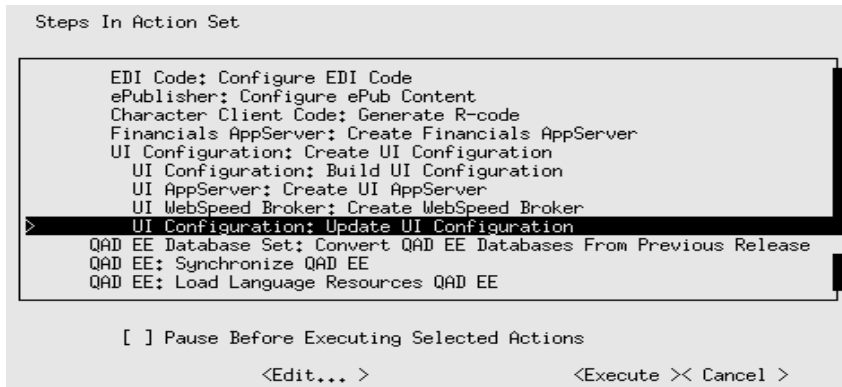 Steps In Action Set
EDI Code: Configure EDI Code
ePublisher: Configure ePub Content
Character Client Code: Generate R-code
Financials AppServer: Create Financials AppServer
UI Configuration: Create UI Configuration
UI Configuration: Build UI Configuration
UI AppServer: Create UI AppServer
UI WebSpeed Broker: Create WebSpeed Broker
> UI Configuration: Update UI Configuration
QAD EE Database Set: Convert QAD EE Databases From Previous Release
QAD EE: Synchronize QAD EE
QAD EE: Load Language Resources QAD EE
[ ] Pause Before Executing Selected Actions
<Edit... > <Execute >< Cancel >